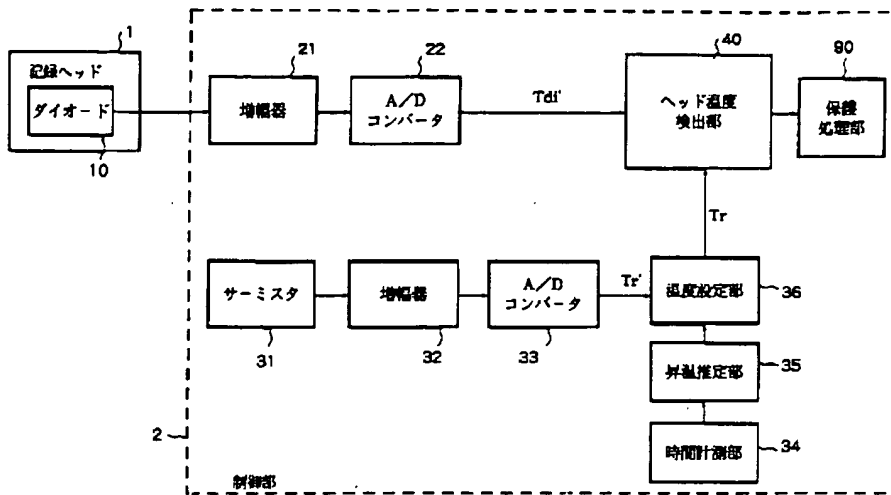 1
2
記録ヘッド
ダイオード
10
21
増幅器
22
A/D
コンバータ
Tdi'
40
ヘッド温度
検出部
90
保護
処理部
Tr
サーミスタ
31
増幅器
32
A/D
コンバータ
33
Tr'
温度設定部
36
昇温推定部
35
時間計測部
34
2
制御部